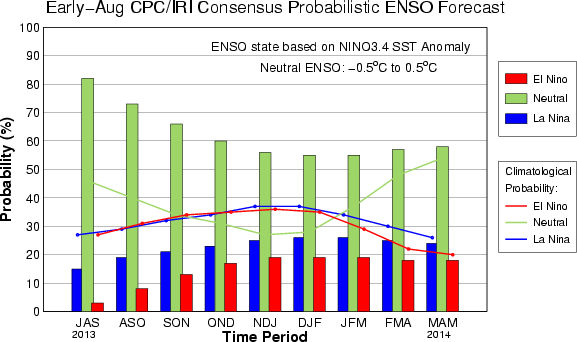 Early-Aug CPC/IRI Consensus Probabilistic ENSO Forecast
ENSO state based on NINO3.4 SST Anomaly
Neutral ENSO: -0.5°C to 0.5°C
Probability (%)
100
90
80
70
60
50
40
30
20
10
0
JAS ASO SON OND NDJ DJF JFM FMA MAM
2013 2014
Time Period
El Nino
Neutral
La Nina
Climatological
Probability:
El Nino
Neutral
La Nina